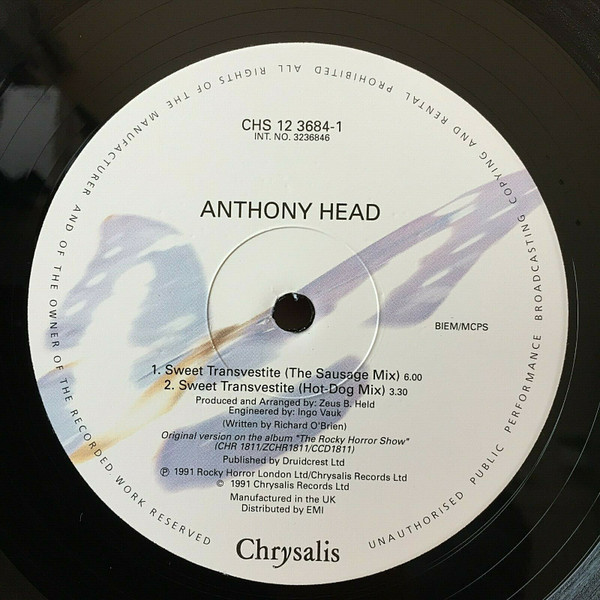 CHS 12 3684-1
INT. NO. 3236846
ANTHONY HEAD
BIEM/MCPS
1. Sweet Transvestite (The Sausage Mix) 6.00
2. Sweet Transvestite (Hot-Dog Mix) 3.30
Produced and Arranged by: Zeus B. Held
Engineered by: Ingo Vauk
(Written by Richard O'Brien)
Original version on the album "The Rocky Horror Show"
(CHR 1811/ZCHR1811/CCD1811)
Published by Druidcrest Ltd
℗ 1991 Rocky Horror London Ltd/Chrysalis Records Ltd
© 1991 Chrysalis Records Ltd
Manufactured in the UK
Distributed by EMI
Chrysalis
ALL RIGHTS OF THE MANUFACTURER AND OF THE OWNER OF THE RECORDED WORK RESERVED
UNAUTHORISED PUBLIC PERFORMANCE BROADCASTING COPYING AND RENTAL PROHIBITED